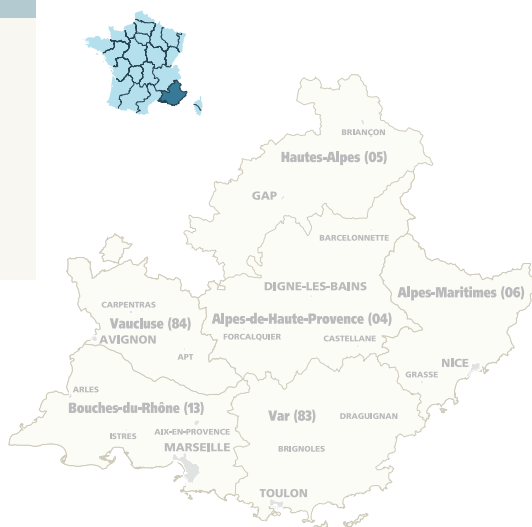 BRIANÇON
Hautes-Alpes (05)
GAP
BARCELONNETTE
DIGNE-LES-BAINS
Alpes-Maritimes (06)
CARPENTRAS
Vaucluse (84)
Alpes-de-Haute-Provence (04)
AVIGNON
FORCALQUIER
CASTELLANE
APT
NICE
GRASSE
ARLES
Bouches-du-Rhône (13)
Var (83)
DRAGUIGNAN
ISTRES
AIX-EN-PROVENCE
MARSEILLE
BRIGNOLES
TOULON